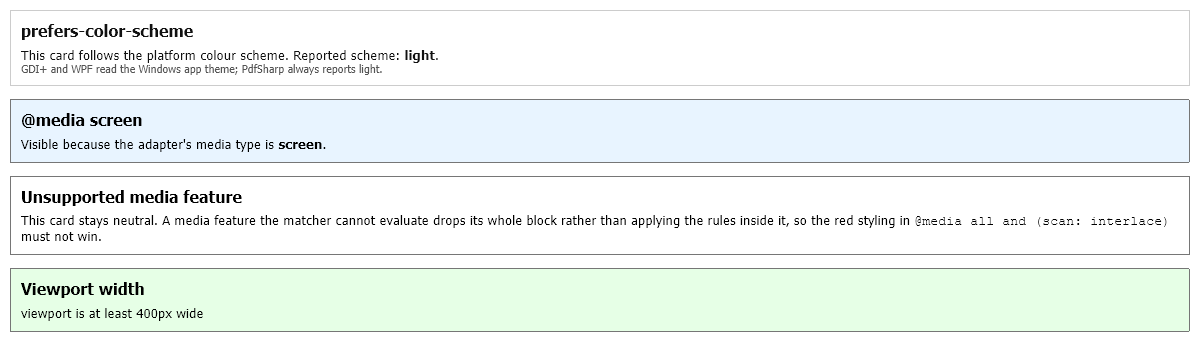 prefers-color-scheme
This card follows the platform colour scheme. Reported scheme: light.
GDI+ and WPF read the Windows app theme; PdfSharp always reports light.
@media screen
Visible because the adapter's media type is screen.
Unsupported media feature
This card stays neutral. A media feature the matcher cannot evaluate drops its whole block rather than applying the rules inside it, so the red styling in @media all and (scan: interlace)
must not win.
Viewport width
viewport is at least 400px wide